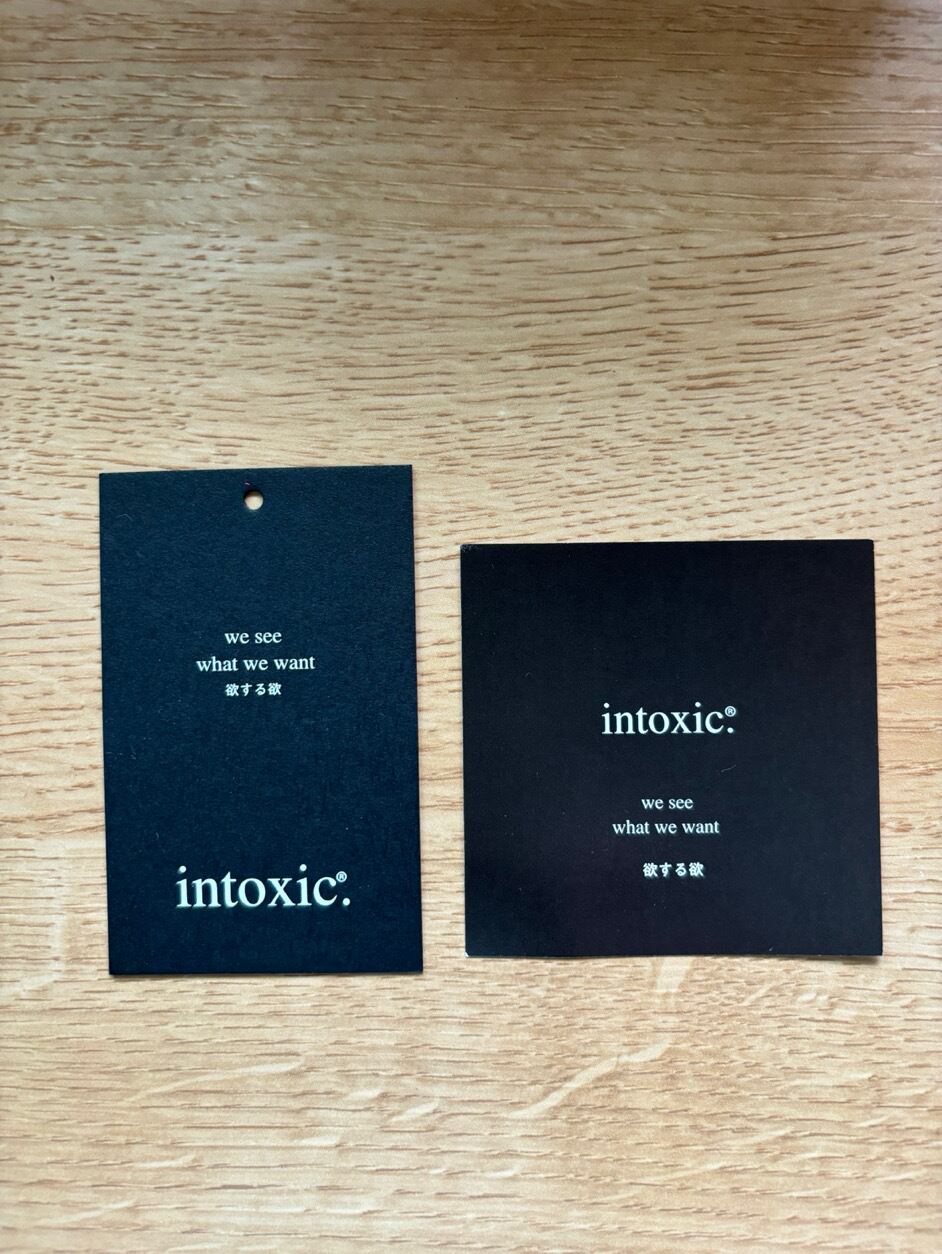 we see
what we want
欲する欲
intoxic.®
intoxic.®
we see
what we want
欲する欲